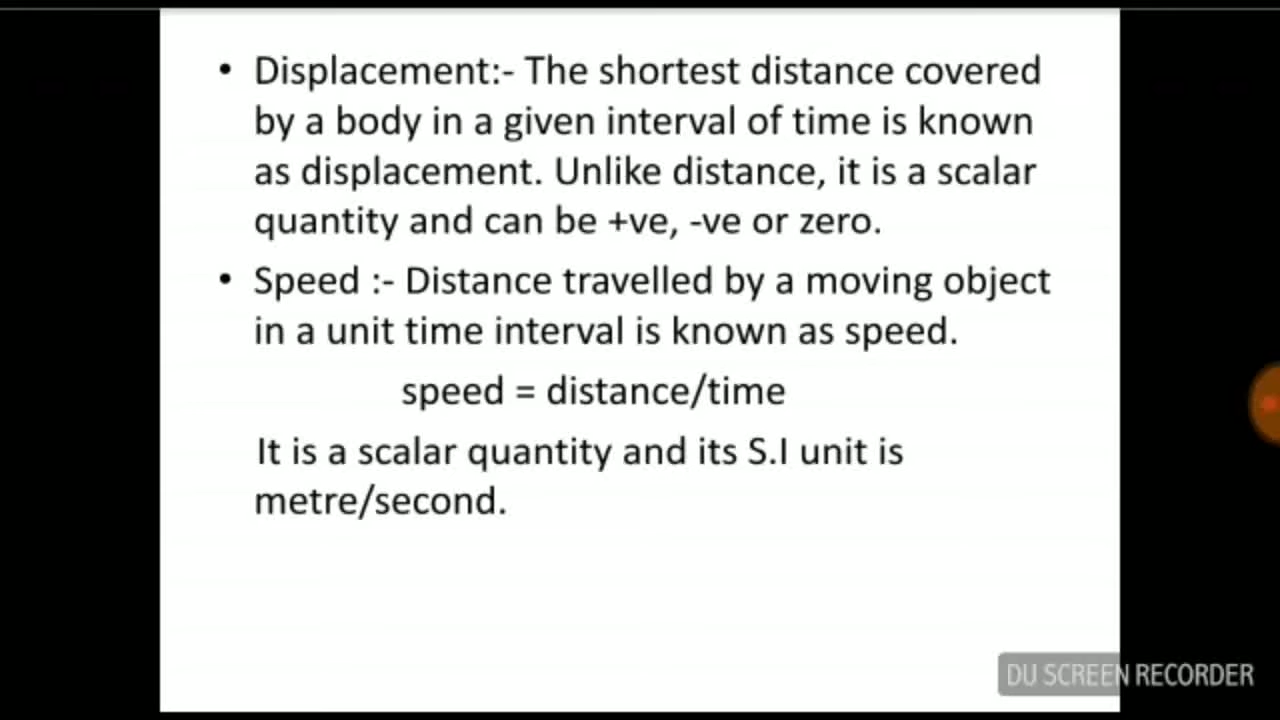 • Displacement:- The shortest distance covered
by a body in a given interval of time is known
as displacement. Unlike distance, it is a scalar
quantity and can be +ve, -ve or zero.
• Speed :- Distance travelled by a moving object
in a unit time interval is known as speed.
speed = distance/time
It is a scalar quantity and its S.I unit is
metre/second.
DU SCREEN RECORDER